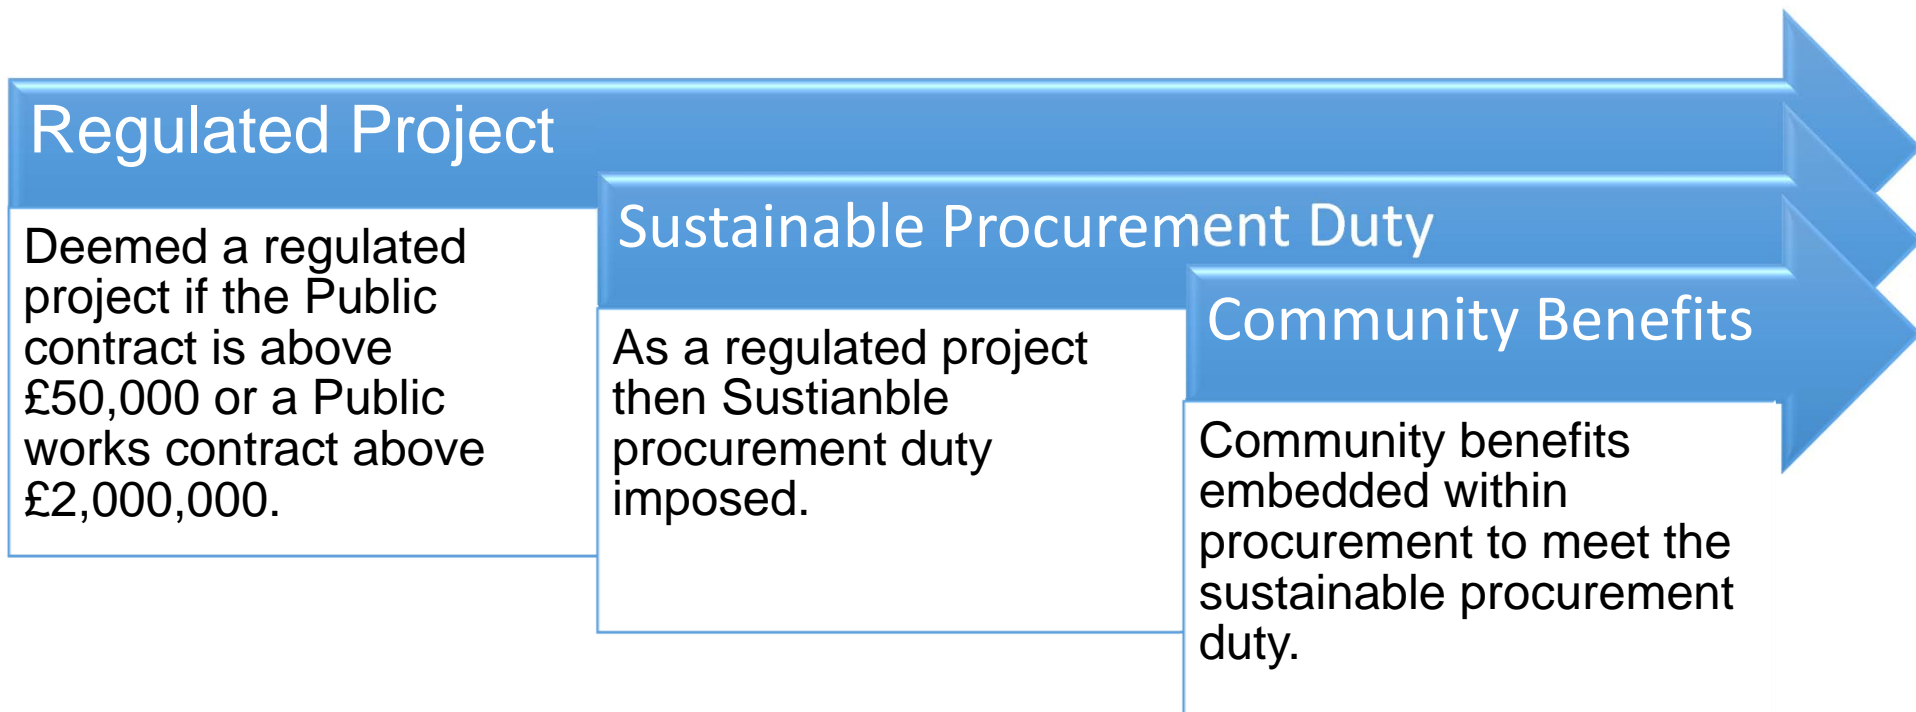 Regulated Project
Deemed a regulated
project if the Public
contract is above
£50,000 or a Public
works contract above
£2,000,000.
Sustainable Procurement Duty
As a regulated project
then Sustianble
procurement duty
imposed.
Community Benefits
Community benefits
embedded within
procurement to meet the
sustainable procurement
duty.